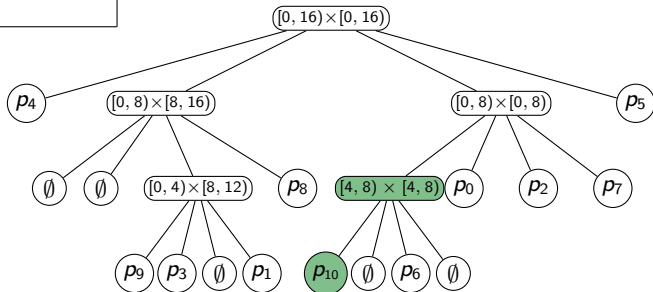 [0, 16)×[0, 16)
p4 [0, 8)×[8, 16) [0, 8)×[0, 8) p5
∅ ∅ [0, 4)×[8, 12) p8 [4, 8) × [4, 8) p0 p2 p7
p9 p3 ∅ p1 p10 ∅ p6 ∅